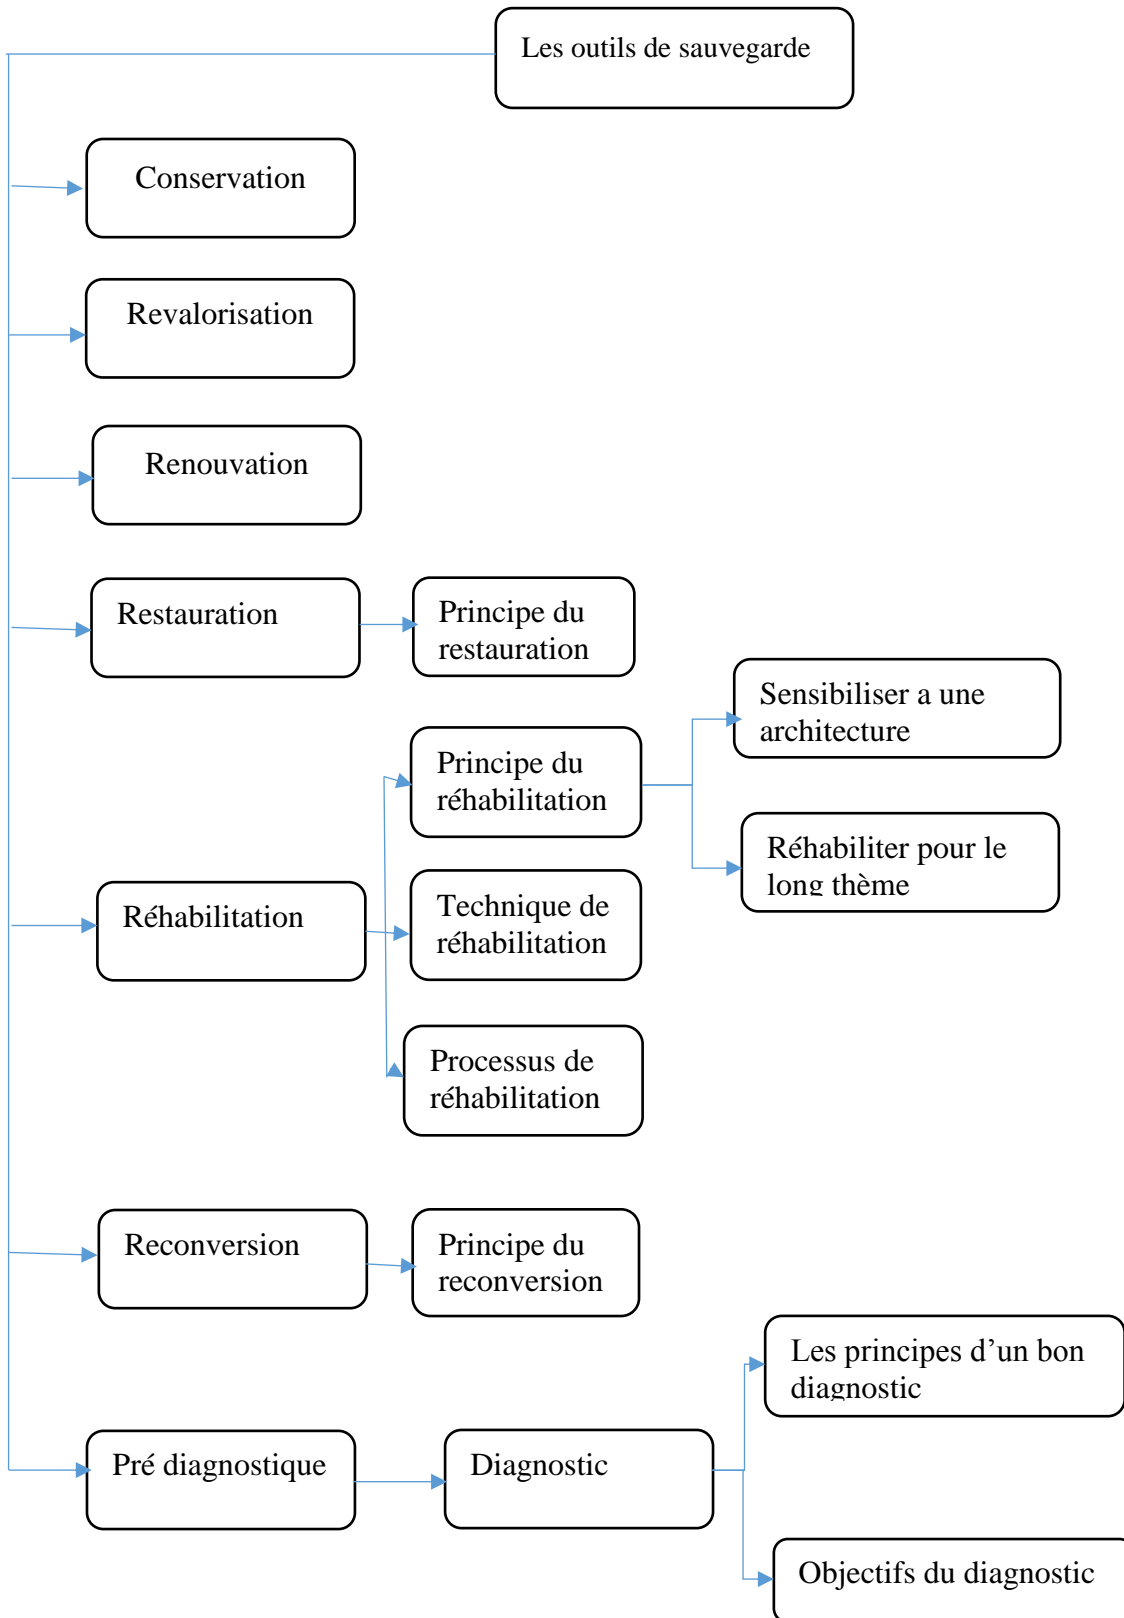 Les outils de sauvegarde
Conservation
Revalorisation
Renouvation
Restauration
Principe du
restauration
Sensibiliser a une
architecture
Principe du
réhabilitation
Réhabiliter pour le
long thème
Réhabilitation
Technique de
réhabilitation
Processus de
réhabilitation
Reconversion
Principe du
reconversion
Les principes d’un bon
diagnostic
Pré diagnostique
Diagnostic
Objectifs du diagnostic